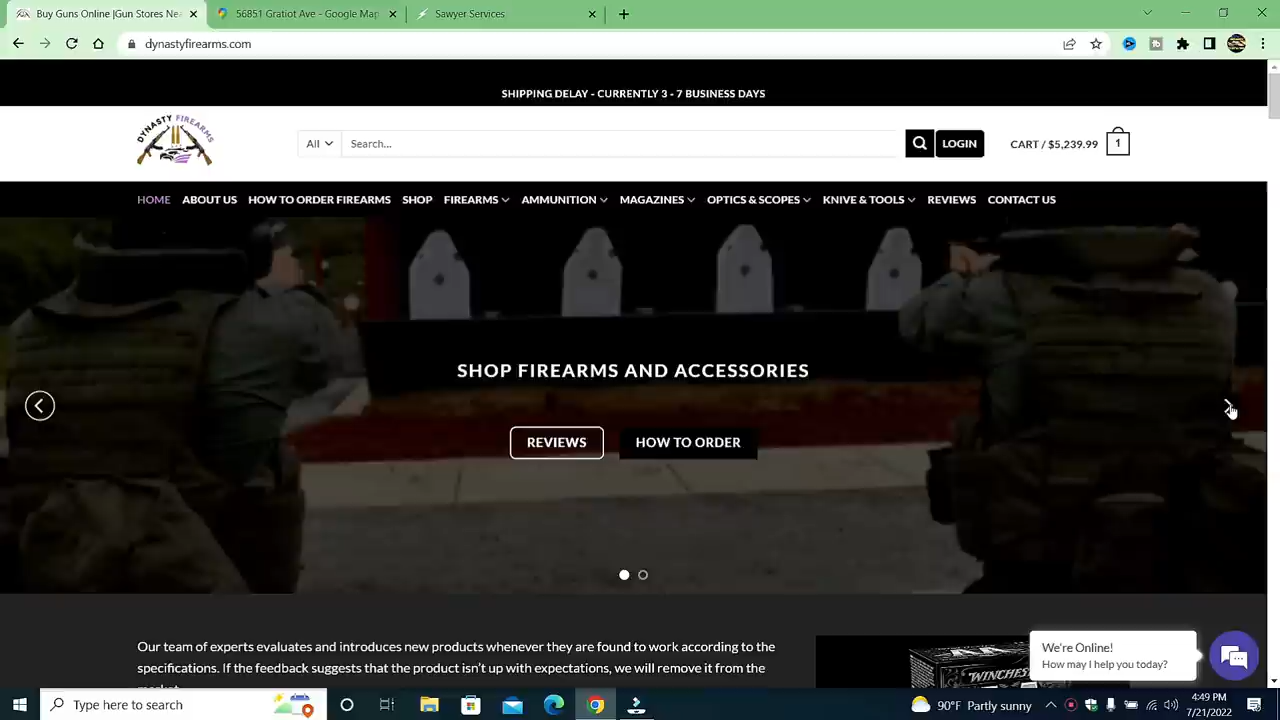 Buy Guns Online |Gun Stores Ne
56851 Gratiot Ave - Google Map
Sawyer Services
dynastyfirearms.com
SHIPPING DELAY - CURRENTLY 3 - 7 BUSINESS DAYS
DYNASTY FIREARMS
All
Search...
LOGIN
CART / $5,239.99
1
HOME ABOUT US HOW TO ORDER FIREARMS SHOP FIREARMS AMMUNITION MAGAZINES OPTICS & SCOPES KNIVE & TOOLS REVIEWS CONTACT US
SHOP FIREARMS AND ACCESSORIES
REVIEWS
HOW TO ORDER
Our team of experts evaluates and introduces new products whenever they are found to work according to the
specifications. If the feedback suggests that the product isn't up with expectations, we will remove it from the
market.
WINCHES
We're Online!
How may I help you today?
Type here to search
90°F Partly sunny
4:49 PM
7/21/2022